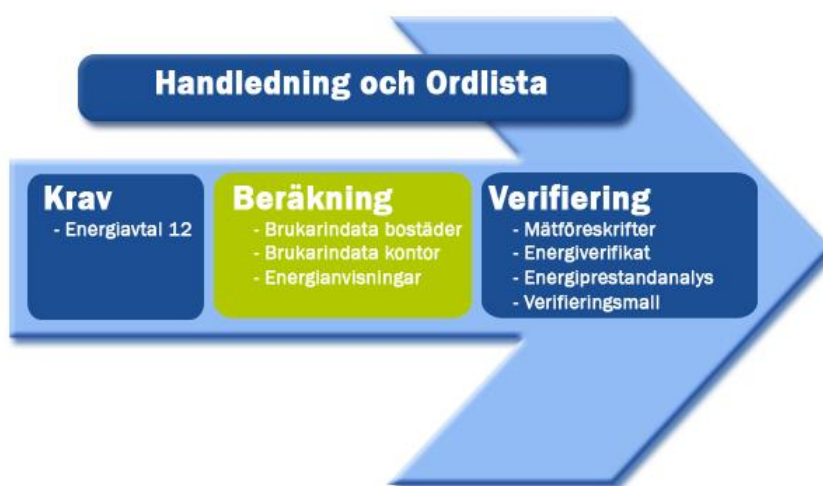 Handledning och Ordlista
Krav
- Energiavtal 12
Beräkning
- Brukarindata bostäder
- Brukarindata kontor
- Energianvisningar
Verifiering
- Mätföreskrifter
- Energiverifikat
- Energiprestandanalys
- Verifieringsmall